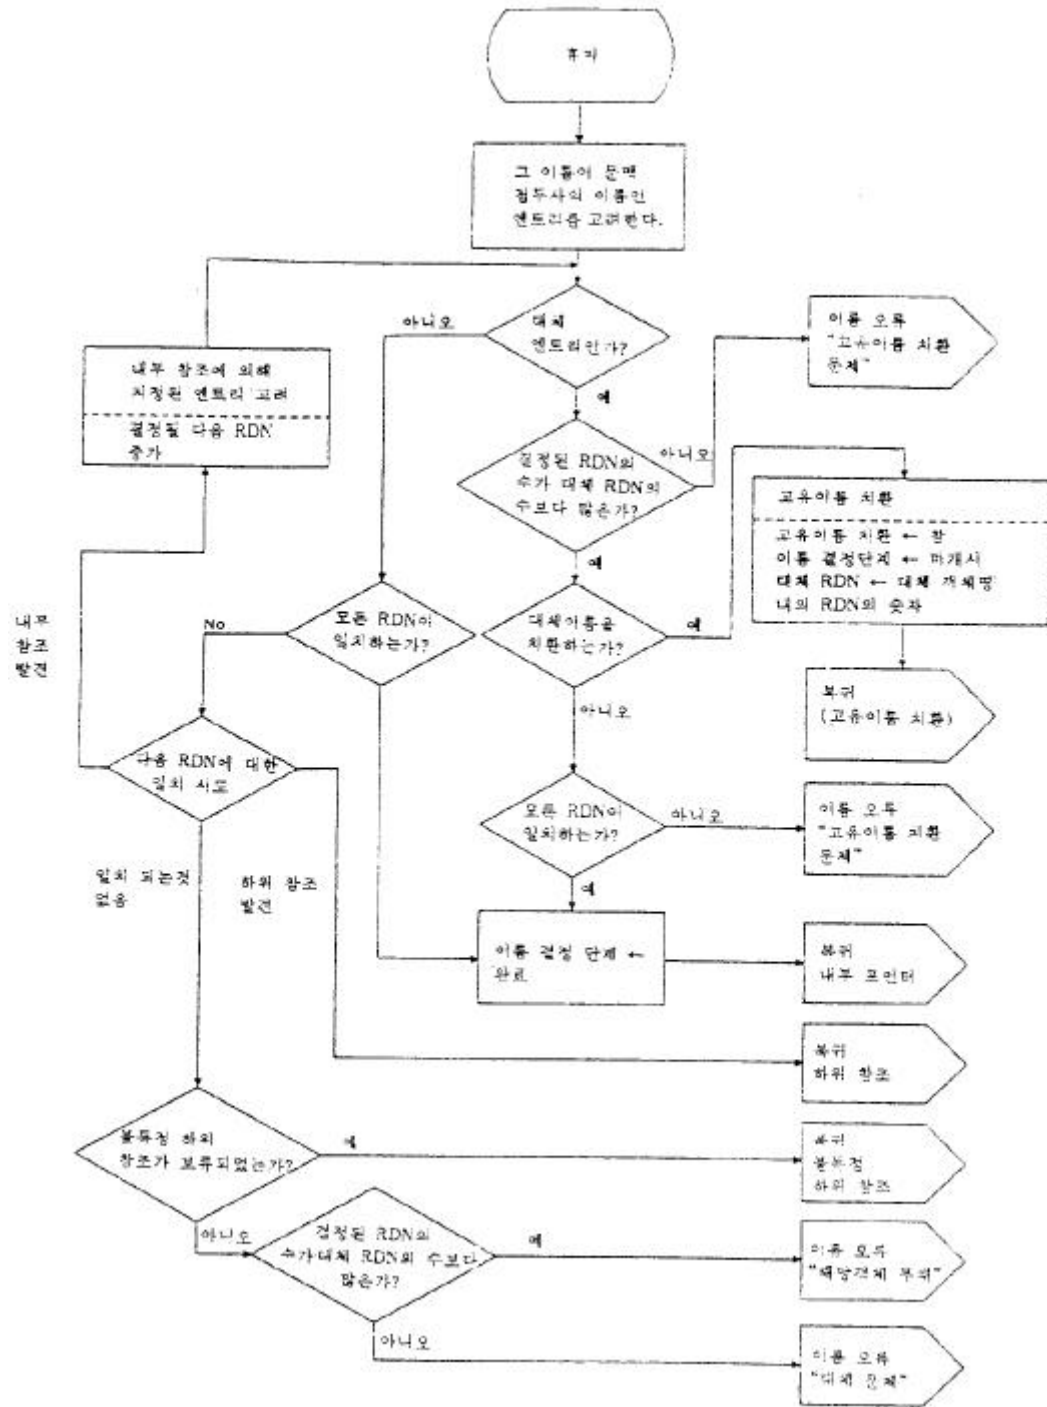 휴지
그 이름이 문맥
접두사의 이름인
엔트리를 고려한다.
대체
엔트리인가?
아니오
예
이름 오류
"고유이름 치환
문제"
내부 참조에 의해
지정된 엔트리 고려
결정될 다음 RDN
증가
결정된 RDN의
수가 대체 RDN의
수보다 많은가?
아니오
예
고유이름 치환
고유이름 치환 ← 참
이름 결정단계 ← 미개시
대체 RDN ← 대체 개체명
내의 RDN의 숫자
내부
참조
발견
No
모든 RDN이
일치하는가?
대체이름을
치환하는가?
예
아니오
복귀
(고유이름 치환)
다음 RDN에 대한
일치 시도
모든 RDN이
일치하는가?
아니오
예
이름 오류
"고유이름 치환
문제"
일치 되는것
없음
하위 참조
발견
이름 결정 단계 ←
완료
복귀
내부 포인터
복귀
하위 참조
불특정 하위
참조가 보류되었는가?
예
아니오
복귀
불특정
하위 참조
결정된 RDN의
수가 대체 RDN의 수보다
많은가?
예
아니오
이름 오류
"해당객체 무위"
이름 오류
"대체 문제"